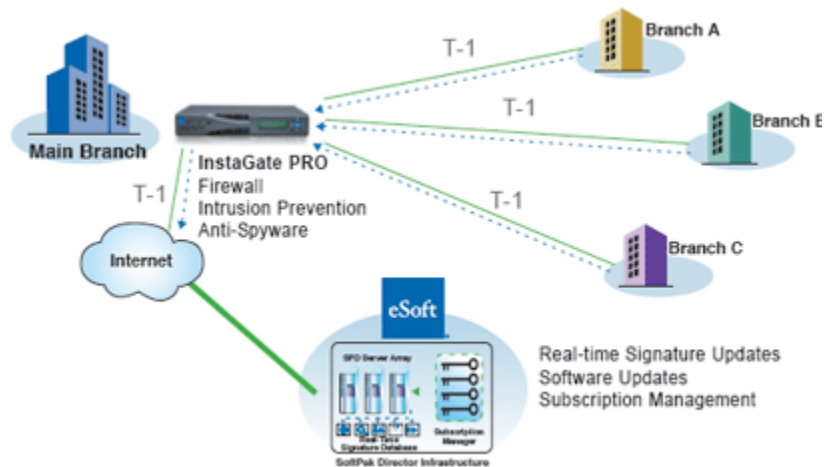 Branch A
T-1
T-1
Branch B
Main Branch
InstaGate PRO
Firewall
Intrusion Prevention
Anti-Spyware
T-1
T-1
Branch C
Internet
eSoft
SPD Server Array
Real-Time
Signature Database
Subscription
Manager
SoftPak Director Infrastructure
Real-time Signature Updates
Software Updates
Subscription Management